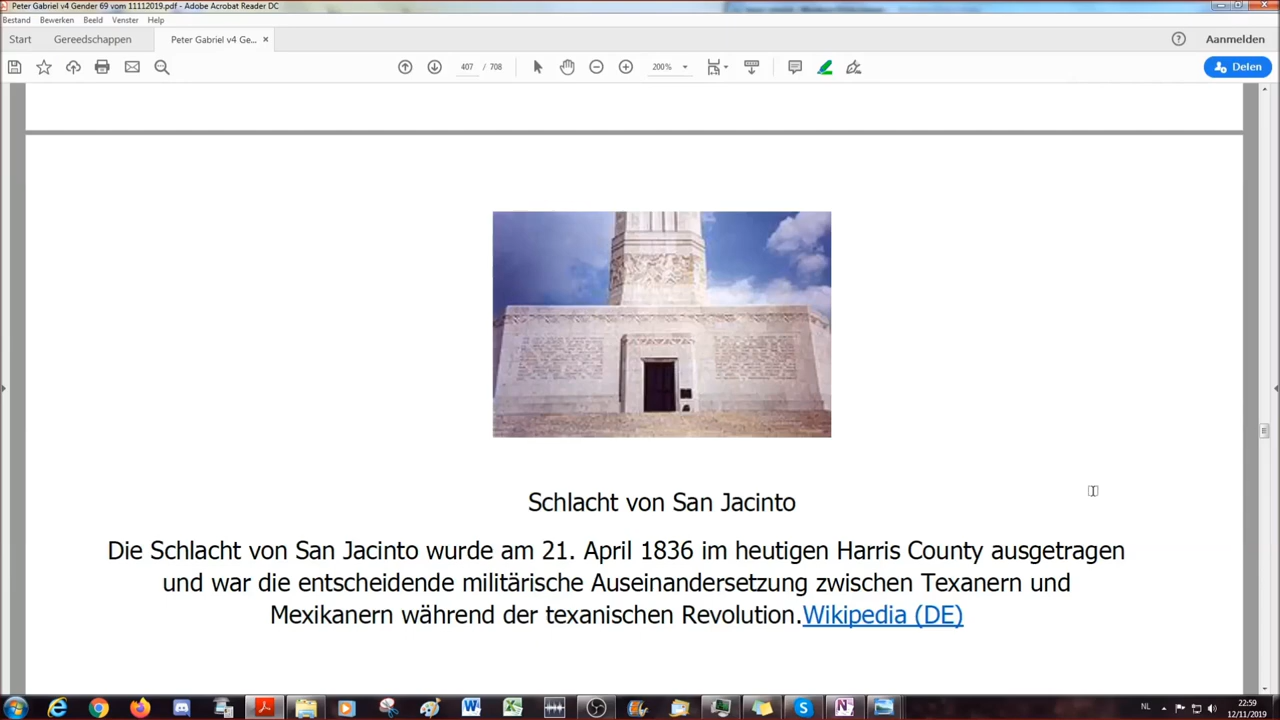 Peter Gabriel v4 Gender 69 vom 11112019.pdf - Adobe Acrobat Reader DC
Bestand Bewerken Beeld Venster Help
Start Gereedschappen Peter Gabriel v4 Ge... × Aanmelden
407 / 708 200% Delen
Schlacht von San Jacinto
Die Schlacht von San Jacinto wurde am 21. April 1836 im heutigen Harris County ausgetragen
und war die entscheidende militärische Auseinandersetzung zwischen Texanern und
Mexikanern während der texanischen Revolution.Wikipedia (DE)
NL 22:59
12/11/2019